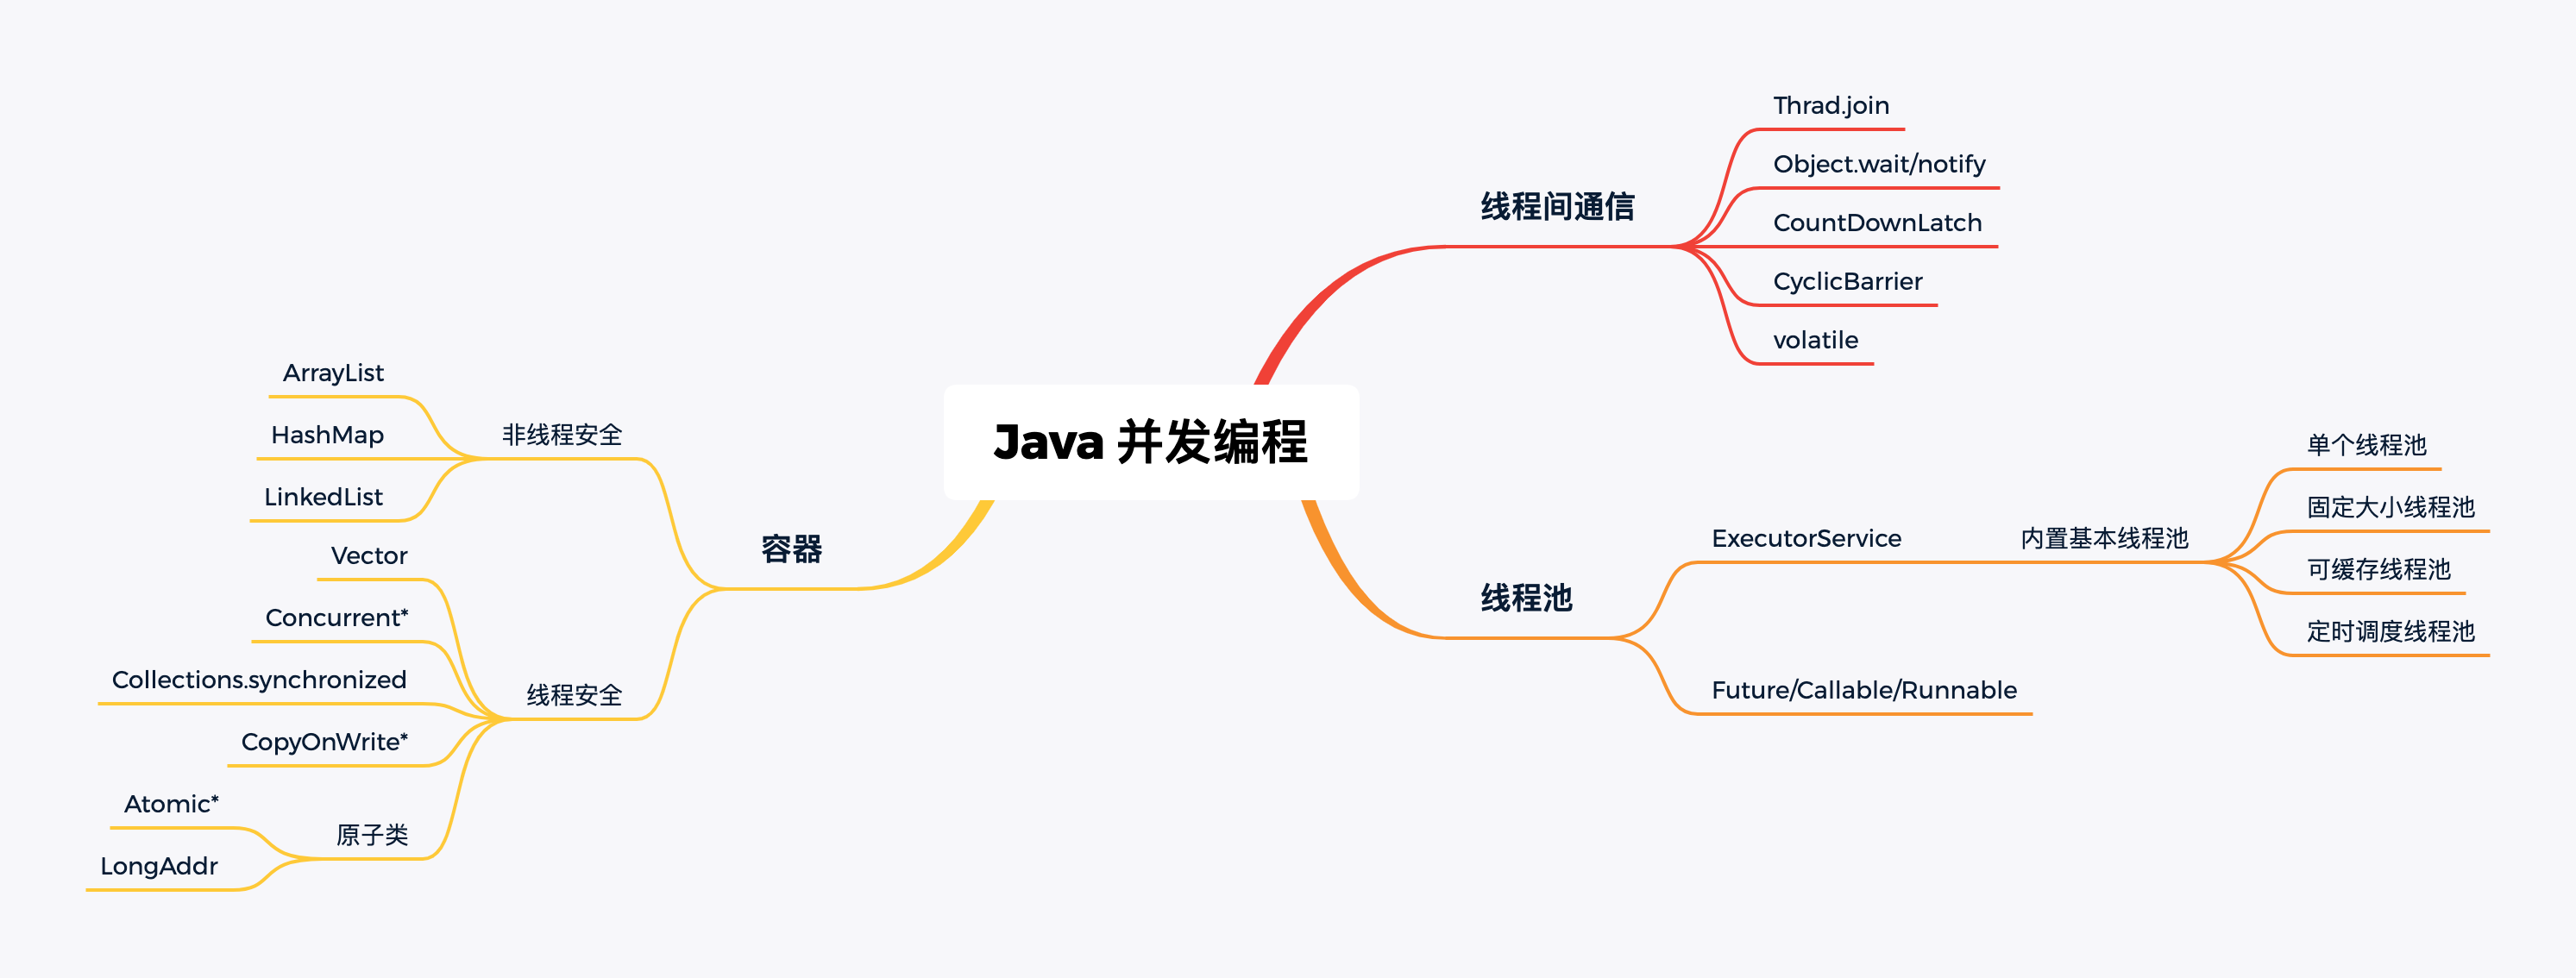 Java 并发编程
线程间通信
Thrad.join
Object.wait/notify
CountDownLatch
CyclicBarrier
volatile
线程池
ExecutorService
内置基本线程池
单个线程池
固定大小线程池
可缓存线程池
定时调度线程池
Future/Callable/Runnable
容器
非线程安全
ArrayList
HashMap
LinkedList
线程安全
Vector
Concurrent*
Collections.synchronized
CopyOnWrite*
原子类
Atomic*
LongAddr